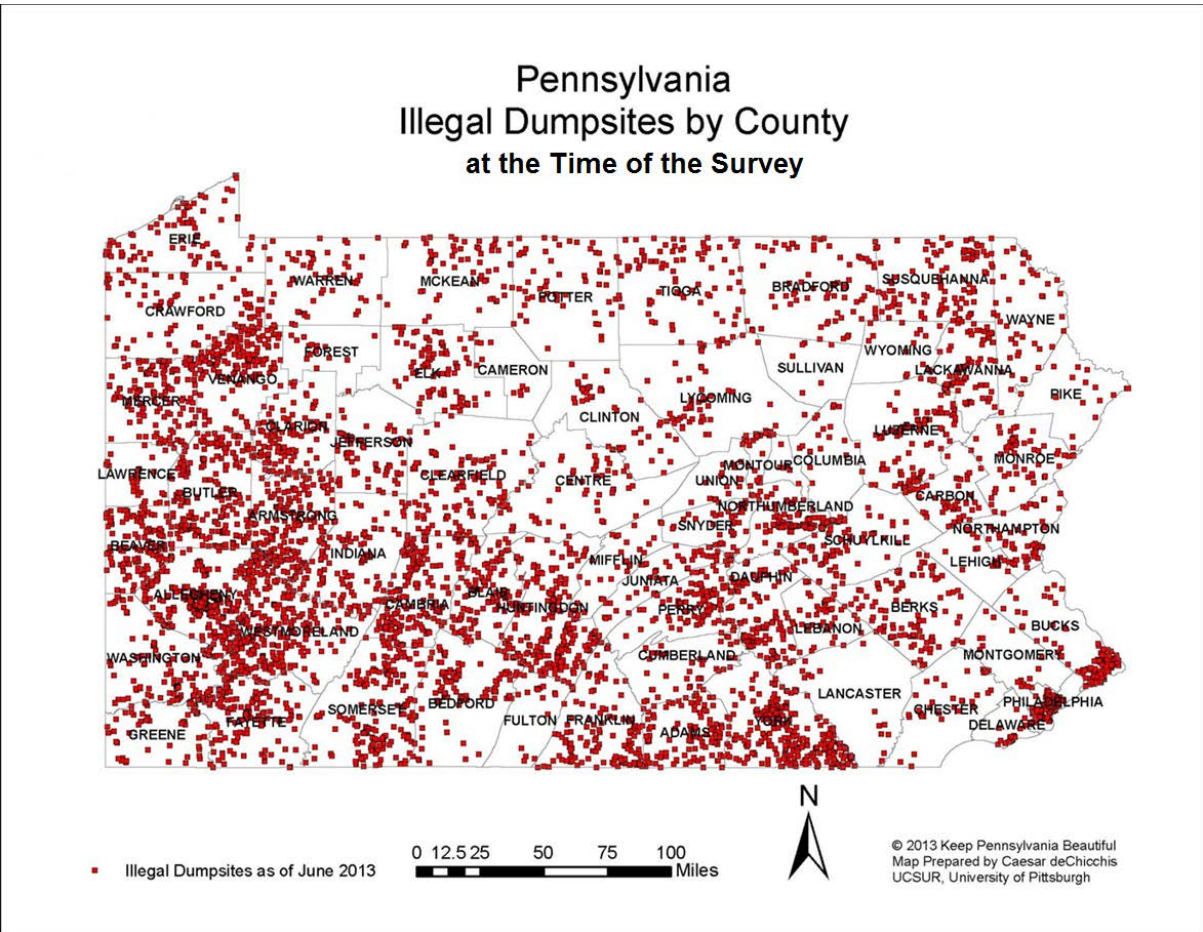 Pennsylvania
Illegal Dumpsites by County
at the Time of the Survey
ERIE
WARREN
MCKEAN
POTTER
TIOGA
BRADFORD
SUSQUEHANNA
CRAWFORD
WAYNE
FOREST
WYOMING
VENANGO
ELK
CAMERON
SULLIVAN
LACKAWANNA
MERCER
LYCOMING
PIKE
CLINTON
CLARION
JEFFERSON
LUZERNE
LAWRENCE
CLEARFIELD
CENTRE
UNION
MONTOUR
COLUMBIA
MONROE
BUTLER
CARBON
ARMSTRONG
NORTHUMBERLAND
SNYDER
NORTHAMPTON
BEAVER
INDIANA
SCHUYLKILL
MIFFLIN
LEHIGH
JUNIATA
DAUPHIN
ALLEGHENY
CAMBRIA
BLAIR
HUNTINGDON
PERRY
BERKS
WESTMORELAND
LEBANON
BUCKS
WASHINGTON
CUMBERLAND
MONTGOMERY
LANCASTER
SOMERSET
BEDFORD
PHILADELPHIA
CHESTER
GREENE
FAYETTE
FULTON
FRANKLIN
ADAMS
YORK
DELAWARE
N
Illegal Dumpsites as of June 2013
0 12.5 25 50 75 100
Miles
© 2013 Keep Pennsylvania Beautiful
Map Prepared by Caesar deChicchis
UCSUR, University of Pittsburgh